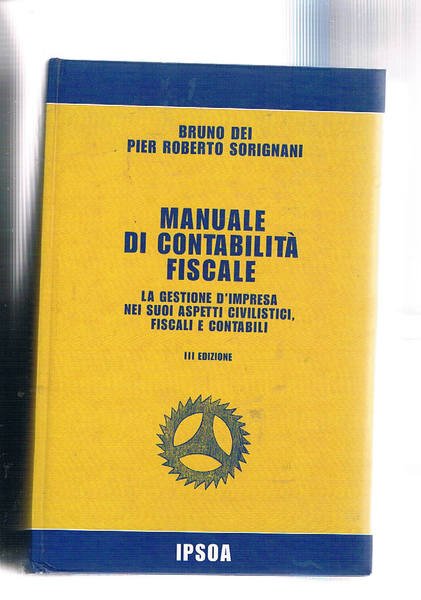 BRUNO DEI
PIER ROBERTO SORIGNANI
MANUALE
DI CONTABILITÀ
FISCALE
LA GESTIONE D'IMPRESA
NEI SUOI ASPETTI CIVILISTICI,
FISCALI E CONTABILI
III EDIZIONE
IPSOA